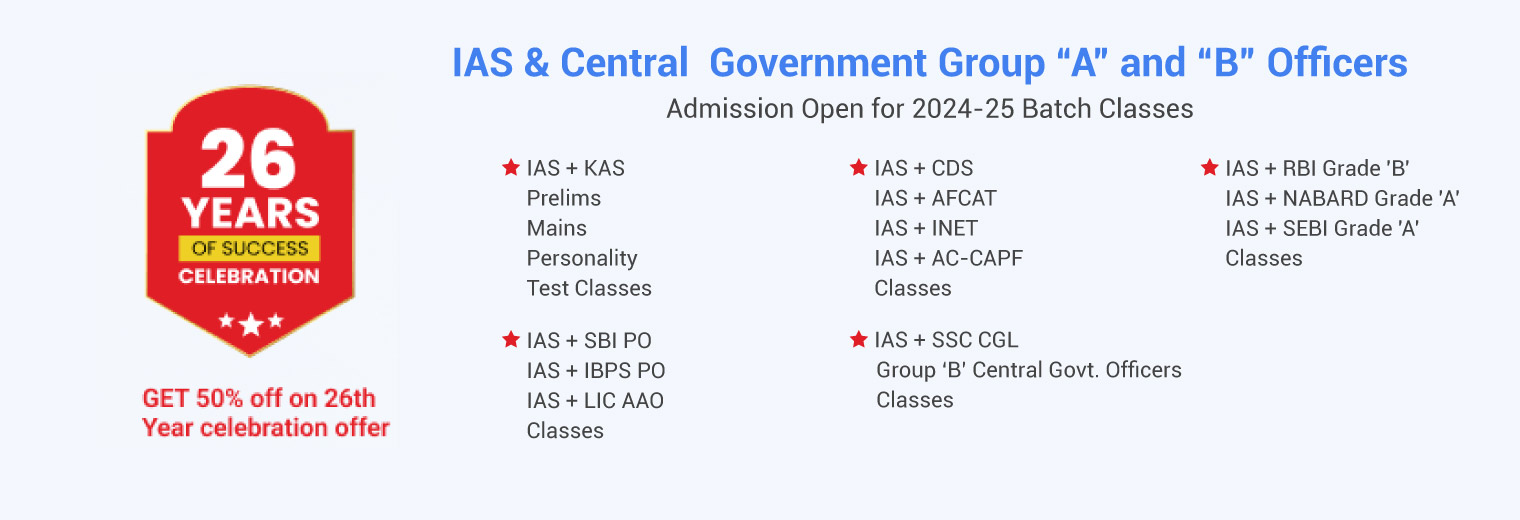 26
YEARS
OF SUCCESS
CELEBRATION
GET 50% off on 26th
Year celebration offer
IAS & Central Government Group “A” and “B” Officers
Admission Open for 2024-25 Batch Classes
IAS + KAS
Prelims
Mains
Personality
Test Classes
IAS + CDS
IAS + AFCAT
IAS + INET
IAS + AC-CAPF
Classes
IAS + RBI Grade 'B'
IAS + NABARD Grade 'A'
IAS + SEBI Grade 'A'
Classes
IAS + SBI PO
IAS + IBPS PO
IAS + LIC AAO
Classes
IAS + SSC CGL
Group ‘B’ Central Govt. Officers
Classes